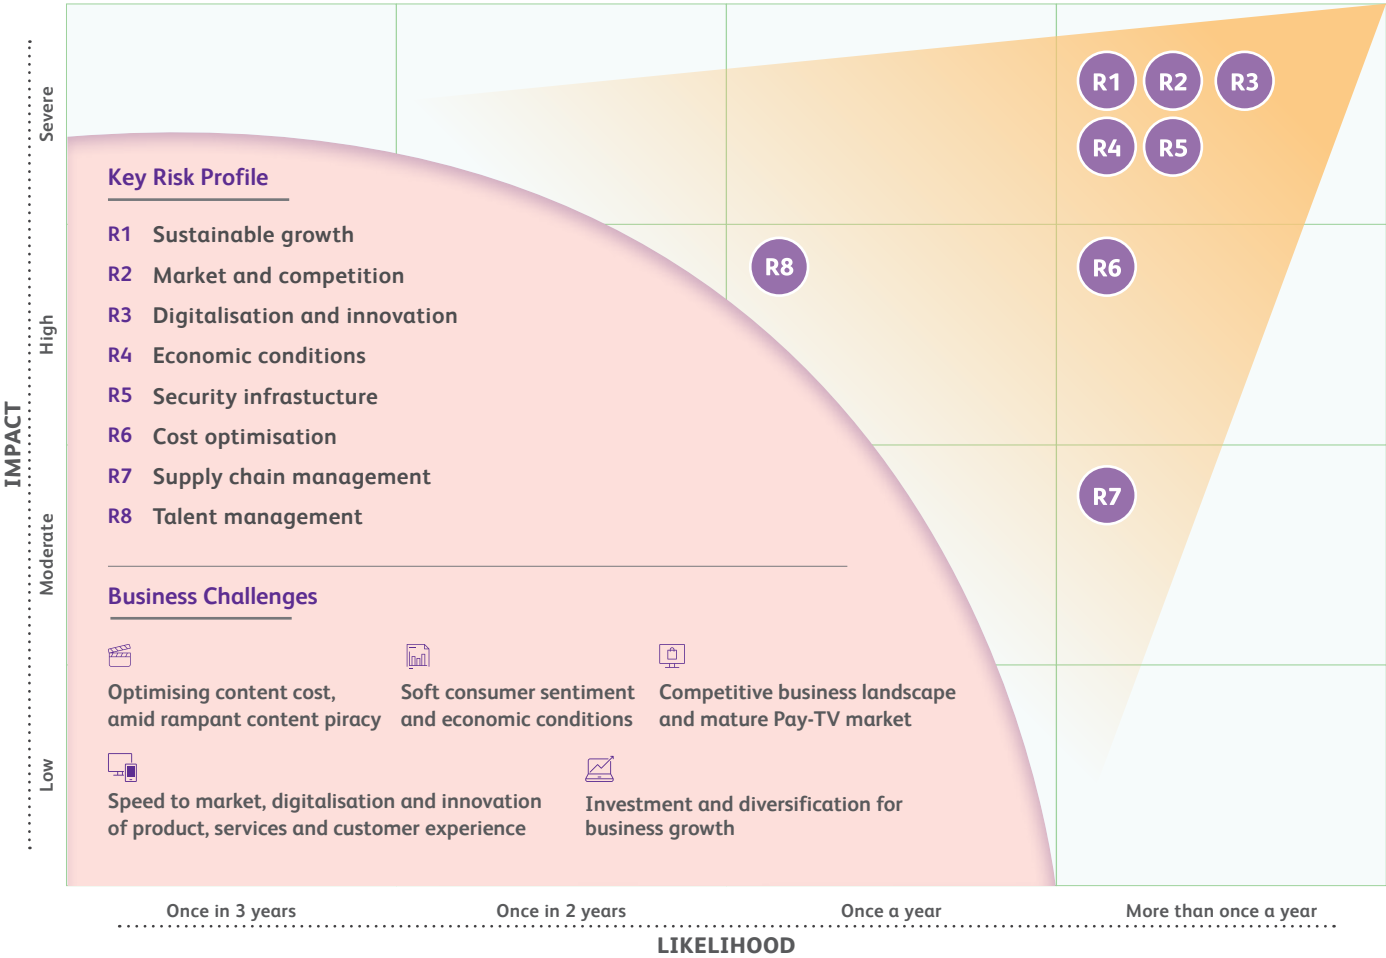 R1 R2 R3
R4 R5
R8 R6
R7
Key Risk Profile
R1 Sustainable growth
R2 Market and competition
R3 Digitalisation and innovation
R4 Economic conditions
R5 Security infrastucture
R6 Cost optimisation
R7 Supply chain management
R8 Talent management
Business Challenges
Optimising content cost,
amid rampant content piracy
Soft consumer sentiment
and economic conditions
Competitive business landscape
and mature Pay-TV market
Speed to market, digitalisation and innovation
of product, services and customer experience
Investment and diversification for
business growth
IMPACT
Severe
High
Moderate
Low
Once in 3 years
Once in 2 years
Once a year
More than once a year
LIKELIHOOD